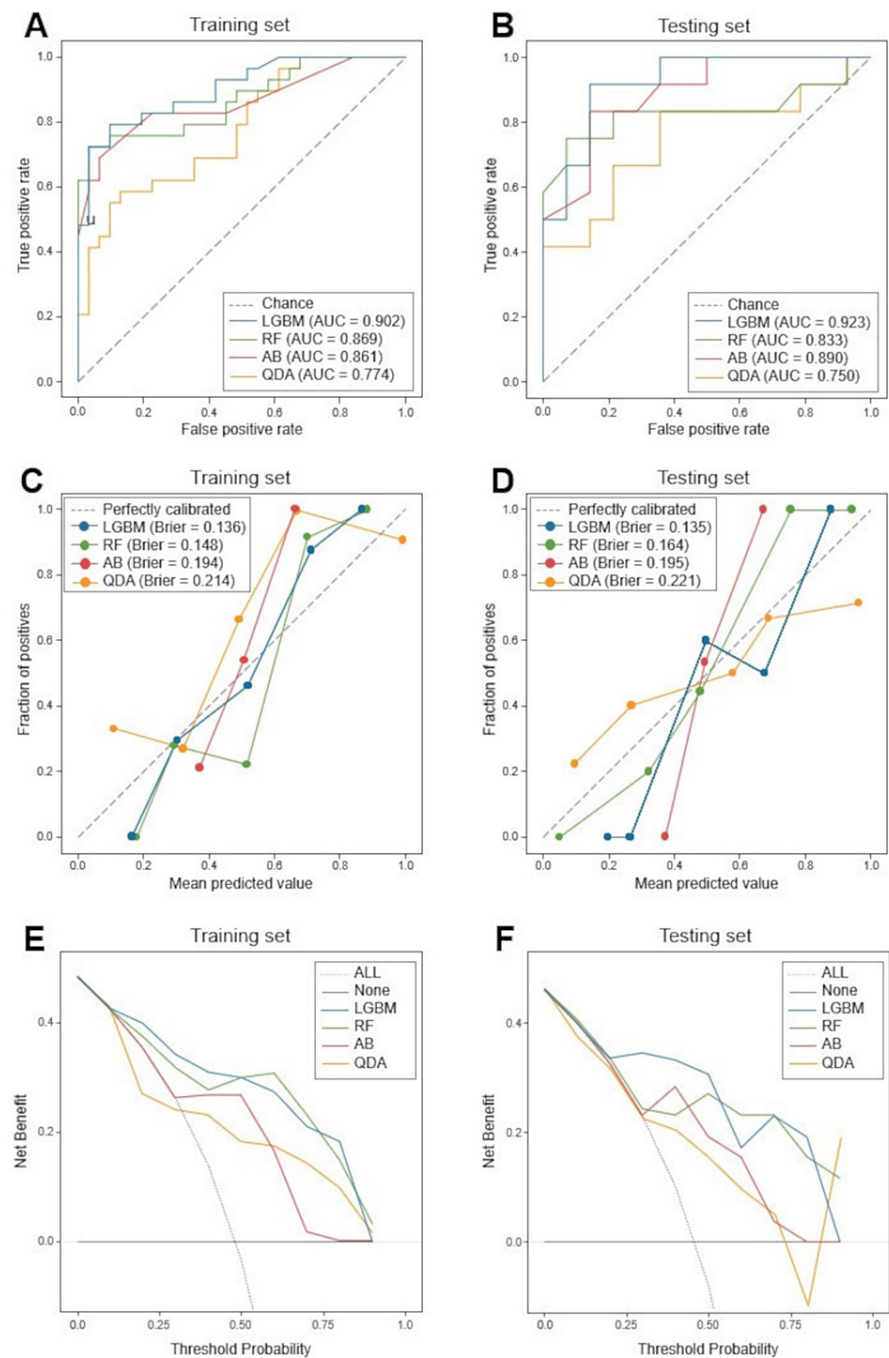 A
Training set
1.0
0.8
0.6
0.4
0.2
0.0
True positive rate
u
Chance
LGBM (AUC = 0.902)
RF (AUC = 0.869)
AB (AUC = 0.861)
QDA (AUC = 0.774)
0.0 0.2 0.4 0.6 0.8 1.0
False positive rate
B
Testing set
1.0
0.8
0.6
0.4
0.2
0.0
True positive rate
Chance
LGBM (AUC = 0.923)
RF (AUC = 0.833)
AB (AUC = 0.890)
QDA (AUC = 0.750)
0.0 0.2 0.4 0.6 0.8 1.0
False positive rate
C
Training set
1.0
0.8
0.6
0.4
0.2
0.0
Fraction of positives
Perfectly calibrated
LGBM (Brier = 0.136)
RF (Brier = 0.148)
AB (Brier = 0.194)
QDA (Brier = 0.214)
0.0 0.2 0.4 0.6 0.8 1.0
Mean predicted value
D
Testing set
1.0
0.8
0.6
0.4
0.2
0.0
Fraction of positives
Perfectly calibrated
LGBM (Brier = 0.135)
RF (Brier = 0.164)
AB (Brier = 0.195)
QDA (Brier = 0.221)
0.0 0.2 0.4 0.6 0.8 1.0
Mean predicted value
E
Training set
0.4
0.2
0.0
Net Benefit
ALL
None
LGBM
RF
AB
QDA
0.0 0.25 0.50 0.75 1.0
Threshold Probability
F
Testing set
0.4
0.2
0.0
Net Benefit
ALL
None
LGBM
RF
AB
QDA
0.0 0.25 0.50 0.75 1.0
Threshold Probability